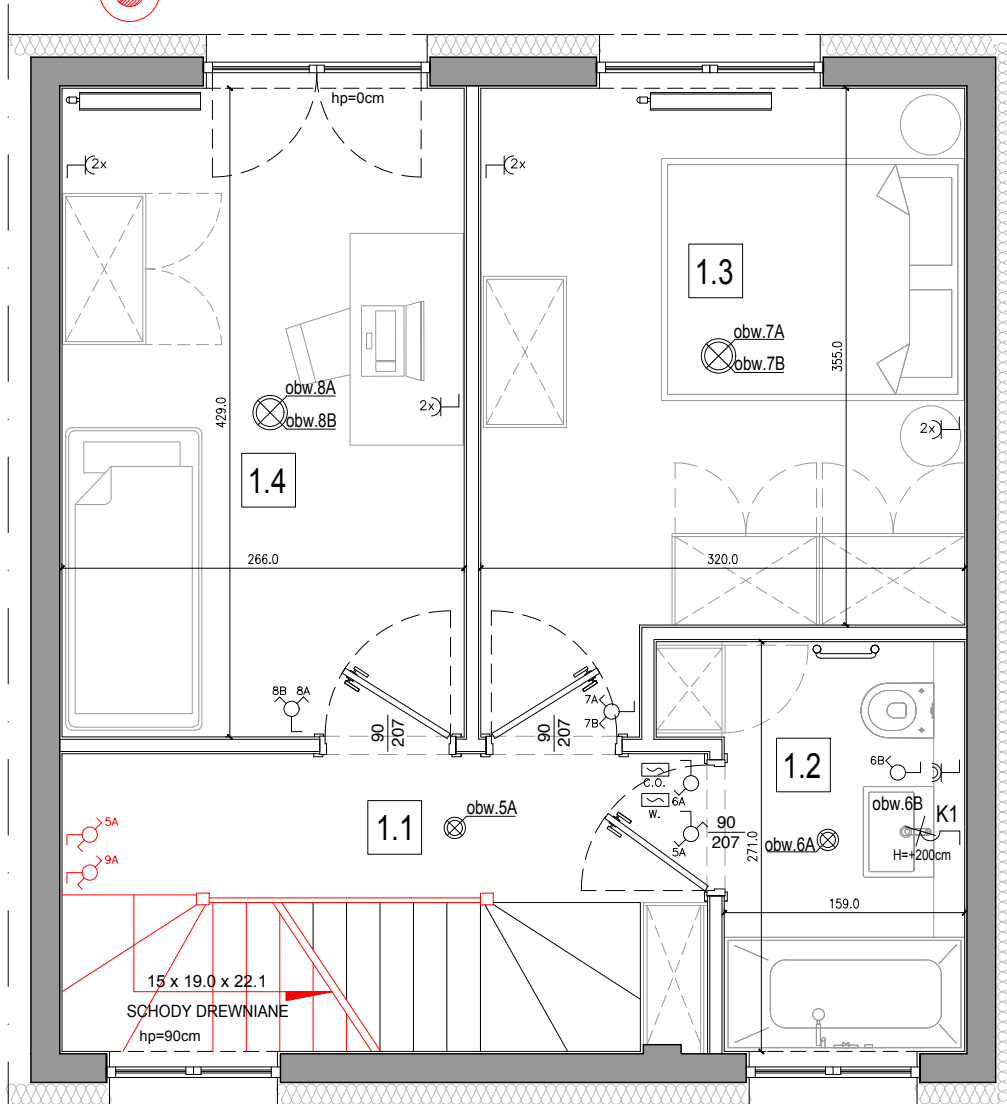 hp=0cm
2x
2x
1.3
obw.7A
obw.7B
355.0
obw.8A
obw.8B
429.0
2x
2x
1.4
266.0
320.0
8B 8A
90
207
90
207
7A
7B
1.2
6B
C.O.
6A
W.
obw.6B
K1
1.1
obw.5A
5A
90
207
271.0
obw.6A
H=+200cm
5A
9A
159.0
15 x 19.0 x 22.1
SCHODY DREWNIANE
hp=90cm